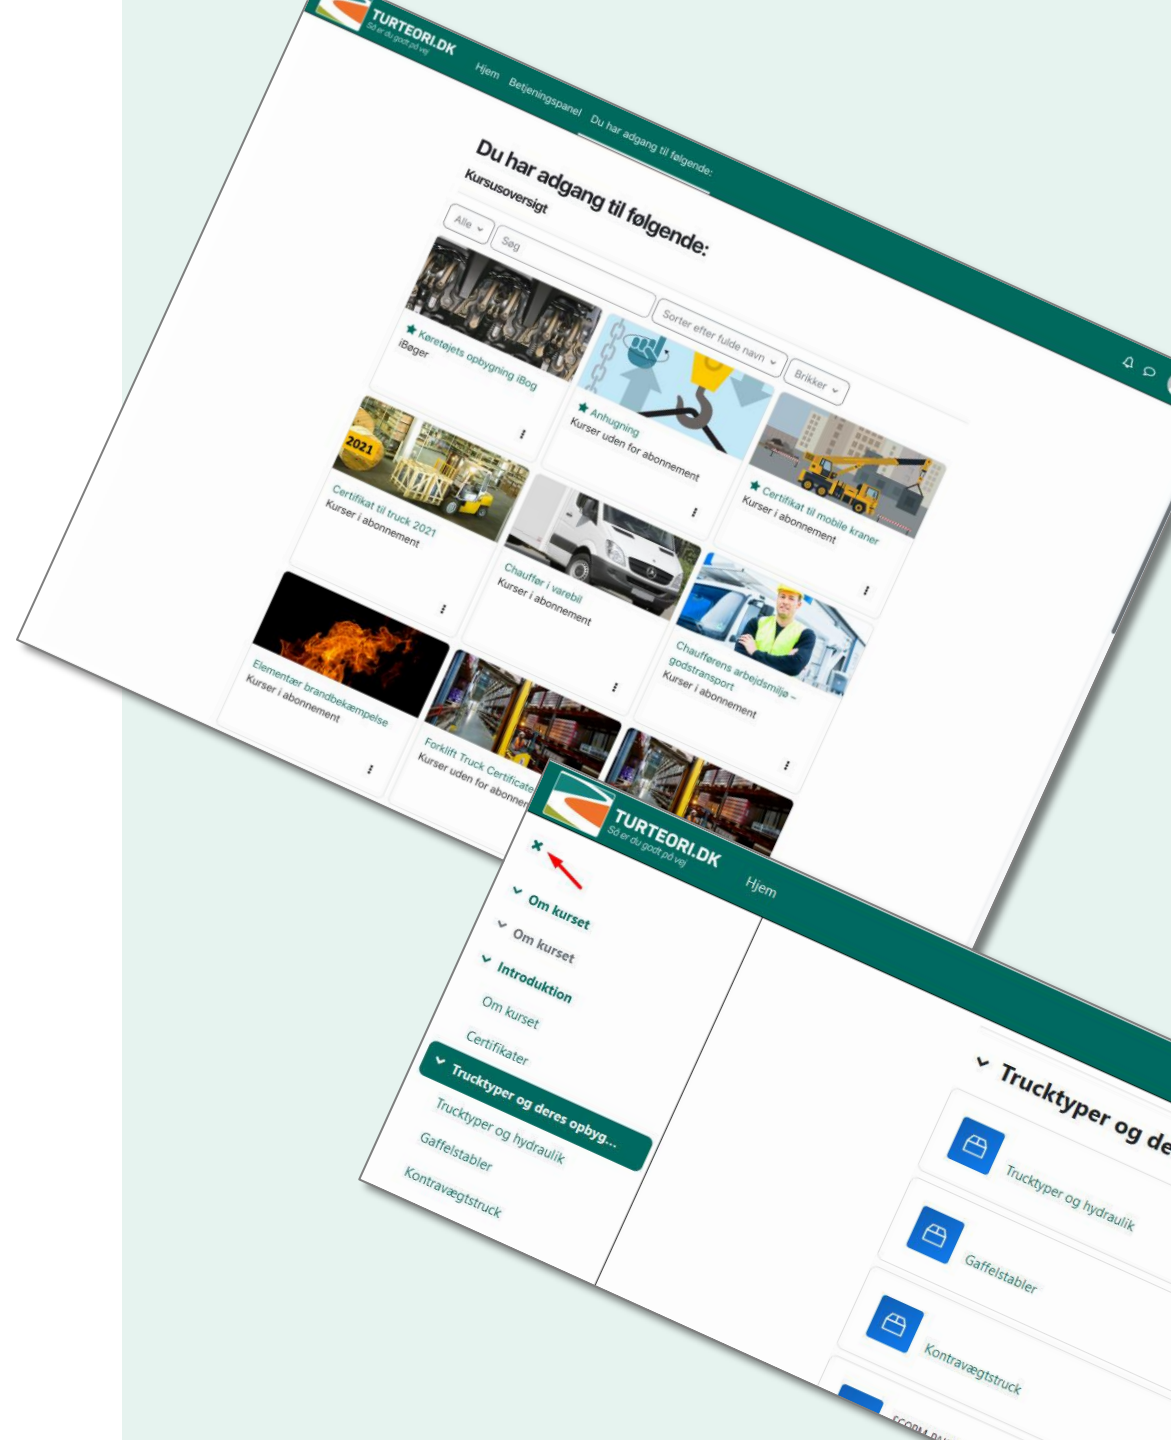 TURTEORI.DK
Så er du godt på vej
Hjem
Betjeningspanel
Du har adgang til følgende:
Du har adgang til følgende:
Kursusoversigt
Alle
Søg
Sorter efter fulde navn
Brikker
Køretøjets opbygning iBog
iBøger
Anhugning
Kurser uden for abonnement
Certifikat til mobile kraner
Kurser i abonnement
2021
Certifikat til truck 2021
Kurser i abonnement
Chauffør i varebil
Kurser i abonnement
Chaufførens arbejdsmiljø –
godstransport
Kurser i abonnement
Elementær brandbekæmpelse
Kurser i abonnement
Forklift Truck Certificate
Kurser uden for
TURTEORI.DK
Så er du godt på vej
Hjem
Om kurset
Om kurset
Introduktion
Om kurset
Certifikater
Trucktyper og deres opbyg...
Trucktyper og hydraulik
Gaffelstabler
Kontravægtstruck
Trucktyper og
Trucktyper og hydraulik
Gaffelstabler
Kontravægtstruck
SCORM